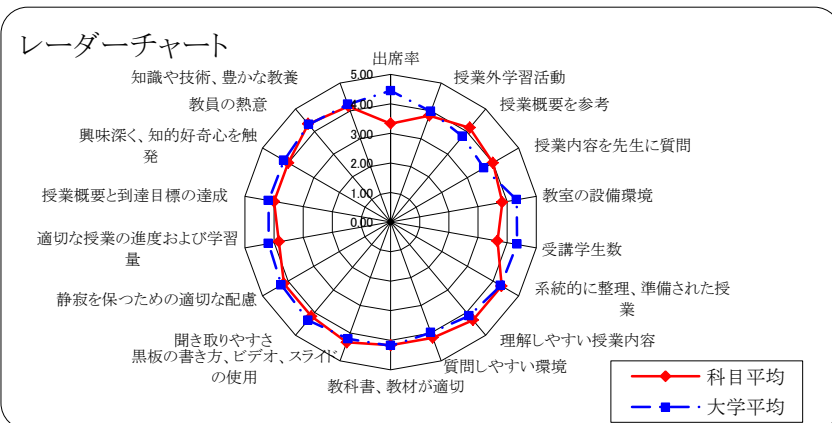 レーダーチャート
出席率
授業外学習活動
授業概要を参考
授業内容を先生に質問
教室の設備環境
受講学生数
系統的に整理、準備された授
業
理解しやすい授業内容
質問しやすい環境
教科書、教材が適切
黒板の書き方、ビデオ、スライド
の使用
聞き取りやすさ
静寂を保つための適切な配慮
適切な授業の進度および学習
量
授業概要と到達目標の達成
興味深く、知的好奇心を触
発
教員の熱意
知識や技術、豊かな教養
5.00
4.00
3.00
2.00
1.00
0.00
科目平均
大学平均